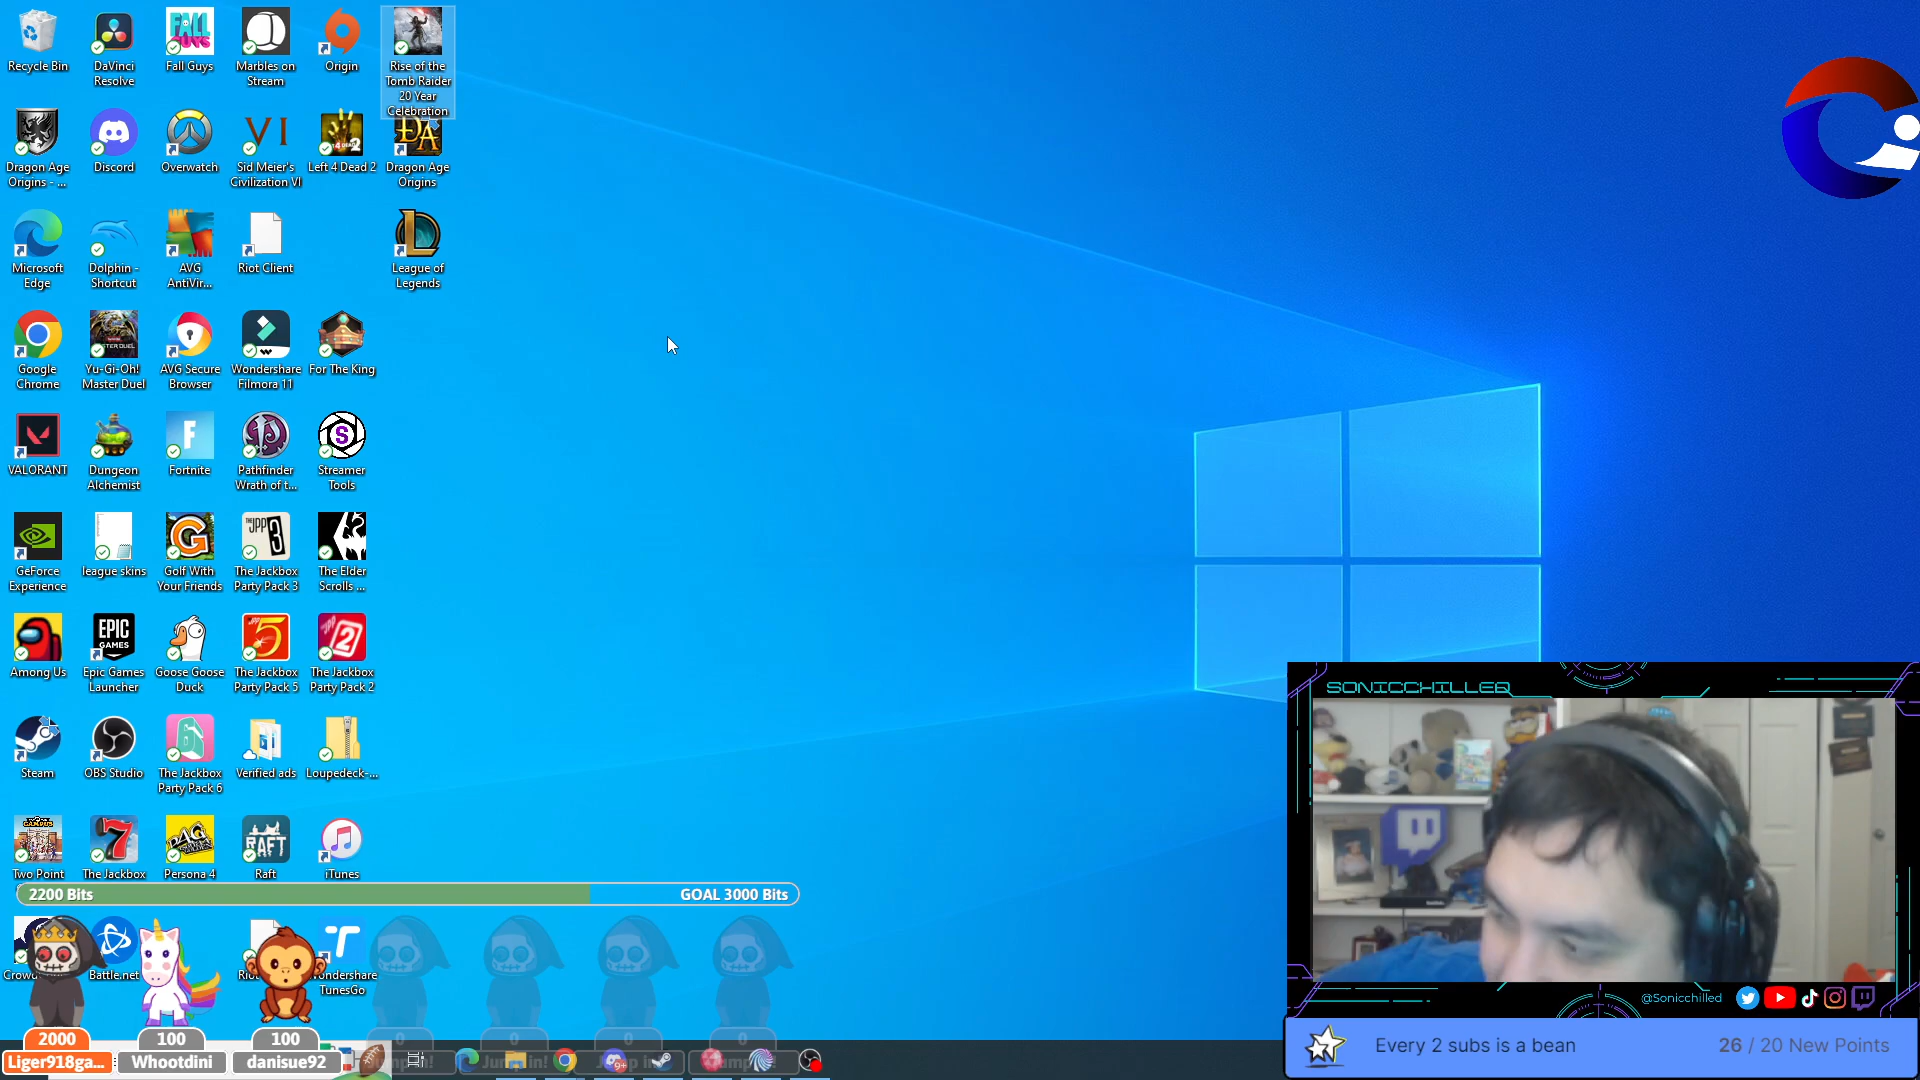 Recycle Bin
DaVinci
Resolve
Fall Guys
Marbles on
Stream
Origin
Rise of the
Tomb Raider
20 Year
Celebration
Dragon Age
Origins - ...
Discord
Overwatch
Sid Meier's
Civilization VI
Left 4 Dead 2
Dragon Age
Origins
Microsoft
Edge
Dolphin -
Shortcut
AVG
AntiVir...
Riot Client
League of
Legends
Google
Chrome
Yu-Gi-Oh!
Master Duel
AVG Secure
Browser
Wondershare
Filmora 11
For The King
VALORANT
Dungeon
Alchemist
Fortnite
Pathfinder
Wrath of t...
Streamer
Tools
GeForce
Experience
league skins
Golf With
Your Friends
The Jackbox
Party Pack 3
The Elder
Scrolls ...
Among Us
Epic Games
Launcher
Goose Goose
Duck
The Jackbox
Party Pack 5
The Jackbox
Party Pack 2
Steam
OBS Studio
The Jackbox
Party Pack 6
Verified ads
Loupedeck-...
Two Point
The Jackbox
Persona 4
Raft
iTunes
2200 Bits
GOAL 3000 Bits
Battle.net
Wondershare
TunesGo
2000
100
100
0
0
0
0
Liger918ga...
Whootdini
danisue92
SONICCHILLED
@Sonicchilled
Every 2 subs is a bean
26 / 20 New Points